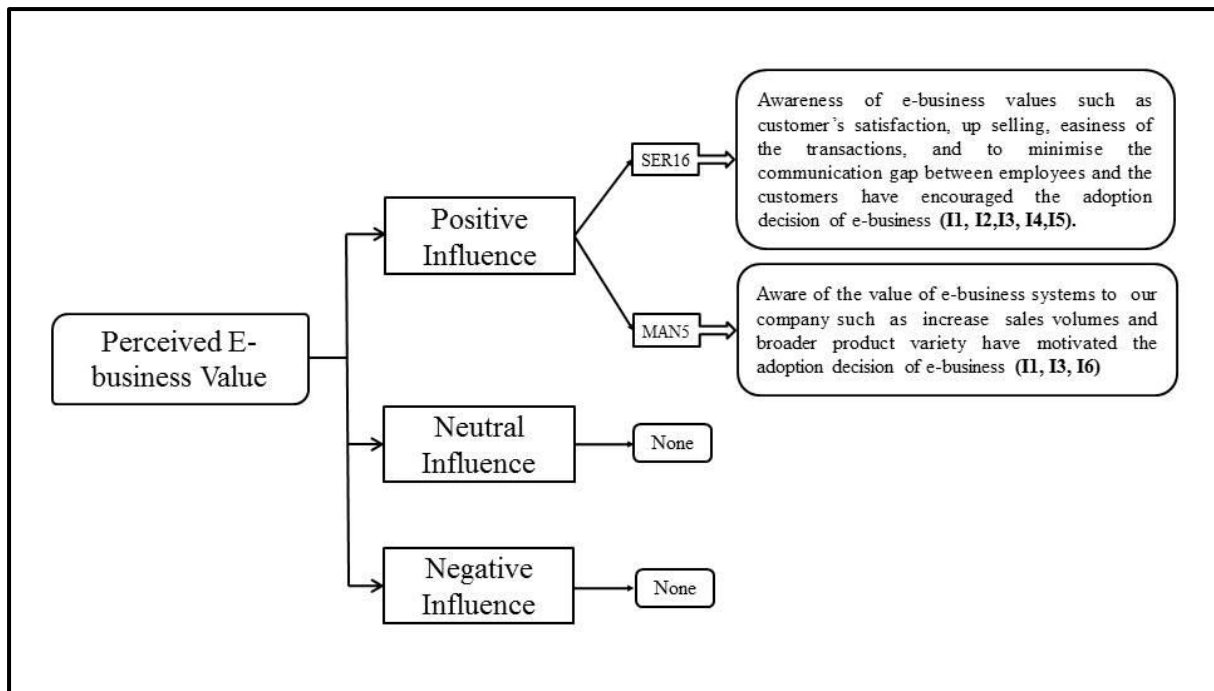 Perceived E-
business Value
Positive
Influence
SER16
Awareness of e-business values such as
customer’s satisfaction, up selling, easiness of
the transactions, and to minimise the
communication gap between employees and the
customers have encouraged the adoption
decision of e-business (I1, I2,I3, I4,I5).
MAN5
Aware of the value of e-business systems to our
company such as increase sales volumes and
broader product variety have motivated the
adoption decision of e-business (I1, I3, I6)
Neutral
Influence
None
Negative
Influence
None